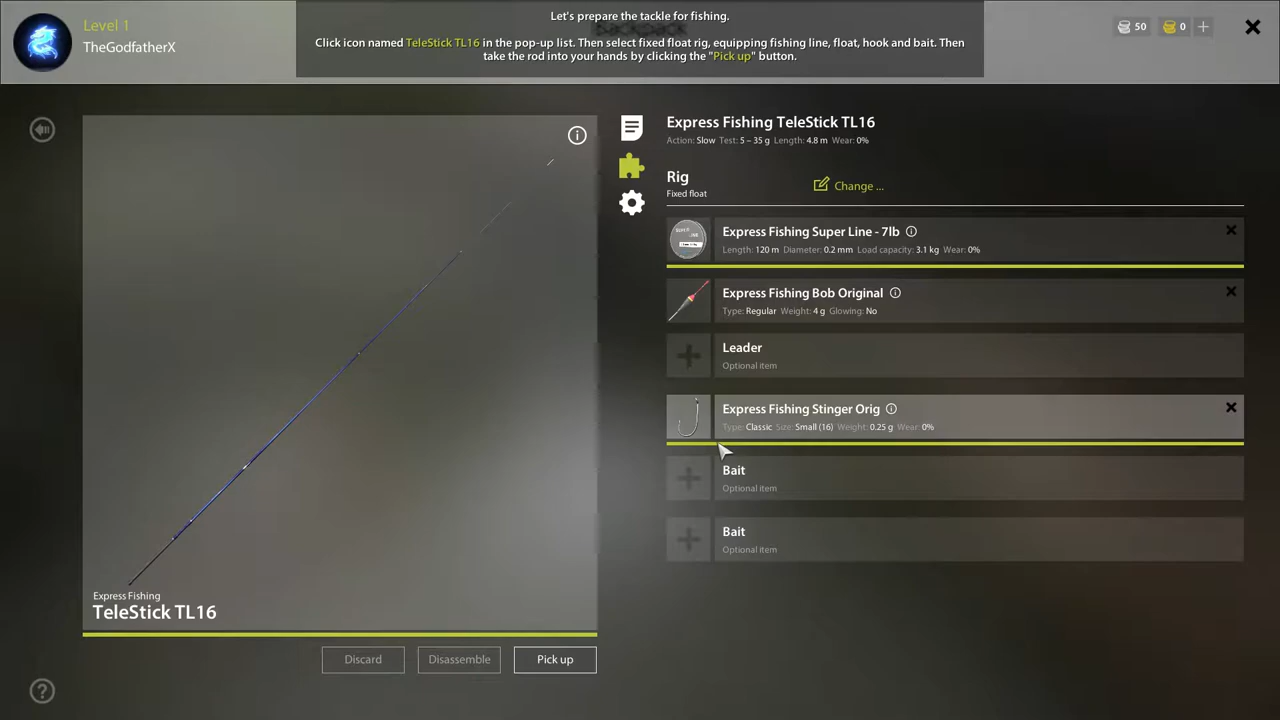 Level 1
TheGodfatherX
Let's prepare the tackle for fishing.
Click icon named TeleStick TL16 in the pop-up list. Then select fixed float rig, equipping fishing line, float, hook and bait. Then
take the rod into your hands by clicking the "Pick up" button.
50
0
Express Fishing TeleStick TL16
Action: Slow Test: 5 – 35 g Length: 4.8 m Wear: 0%
Rig
Fixed float
Change ...
Express Fishing Super Line - 7lb
Length: 120 m Diameter: 0.2 mm Load capacity: 3.1 kg Wear: 0%
Express Fishing Bob Original
Type: Regular Weight: 4 g Glowing: No
Leader
Optional item
Express Fishing Stinger Orig
Type: Classic Size: Small (16) Weight: 0.25 g Wear: 0%
Bait
Optional item
Bait
Optional item
Express Fishing
TeleStick TL16
Discard
Disassemble
Pick up